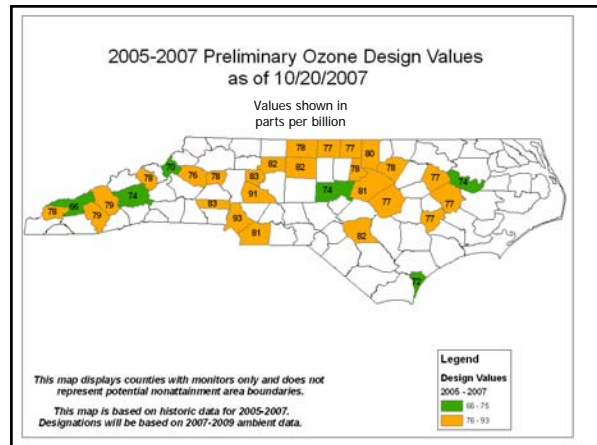 2005-2007 Preliminary Ozone Design Values
as of 10/20/2007
Values shown in
parts per billion
78 77 77 80
70 82 82 78 78
78 76 78 83 77 74
66 74 79 91 74 81
78 79 83 77 77
93 77
81 82
72
This map displays counties with monitors only and does not
represent potential nonattainment area boundaries.
This map is based on historic data for 2005-2007.
Designations will be based on 2007-2009 ambient data.
Legend
Design Values
2005 - 2007
66 - 75
76 - 93